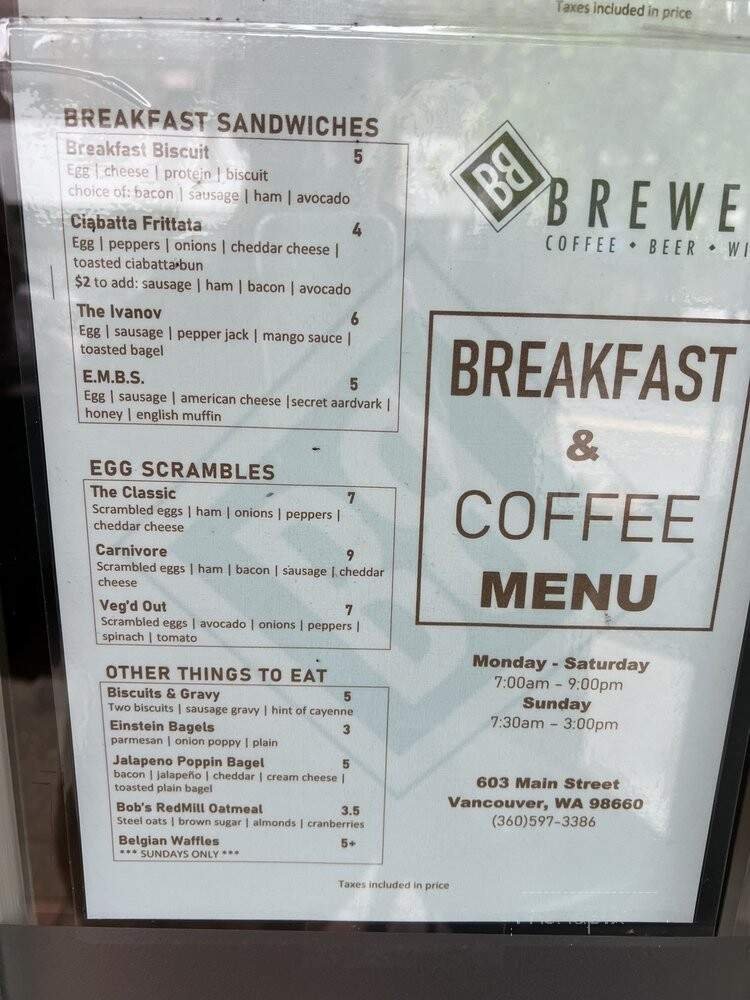 Taxes included in price
BREAKFAST SANDWICHES
Breakfast Biscuit 5
Egg | cheese | protein | biscuit
choice of: bacon | sausage | ham | avocado
Ciabatta Frittata 4
Egg | peppers | onions | cheddar cheese |
toasted ciabatta bun
$2 to add: sausage | ham | bacon | avocado
The Ivanov 6
Egg | sausage | pepper jack | mango sauce |
toasted bagel
E.M.B.S. 5
Egg | sausage | american cheese |secret aardvark |
honey | english muffin
EGG SCRAMBLES
The Classic 7
Scrambled eggs | ham | onions | peppers |
cheddar cheese
Carnivore 9
Scrambled eggs | ham | bacon | sausage | cheddar
cheese
Veg'd Out 7
Scrambled eggs | avocado | onions | peppers |
spinach | tomato
OTHER THINGS TO EAT
Biscuits & Gravy 5
Two biscuits | sausage gravy | hint of cayenne
Einstein Bagels 3
parmesan | onion poppy | plain
Jalapeno Poppin Bagel 5
bacon | jalapeño | cheddar | cream cheese |
toasted plain bagel
Bob's RedMill Oatmeal 3.5
Steel oats | brown sugar | almonds | cranberries
Belgian Waffles 5+
*** SUNDAYS ONLY ***
Taxes included in price
BB
BREWE
COFFEE • BEER • WI
BREAKFAST
&
COFFEE
MENU
Monday - Saturday
7:00am – 9:00pm
Sunday
7:30am – 3:00pm
603 Main Street
Vancouver, WA 98660
(360)597-3386